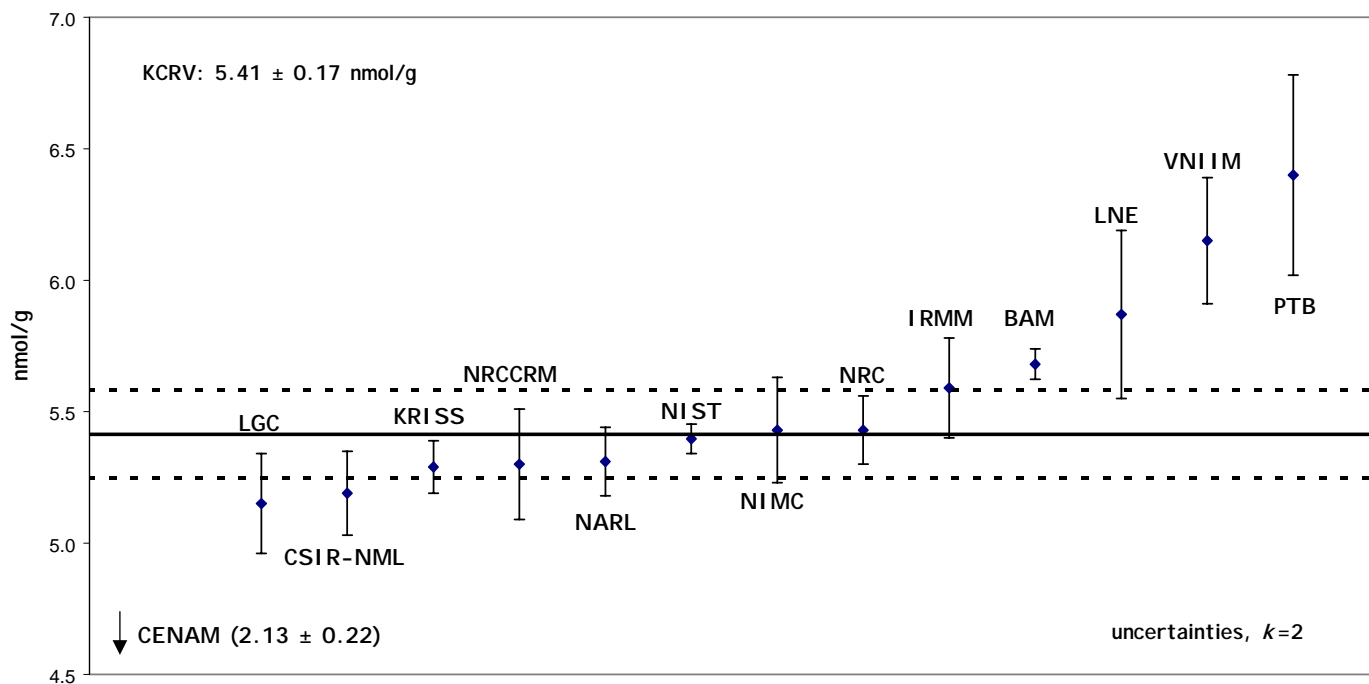 7.0
KCRV: 5.41 ± 0.17 nmol/g
6.5
VNIIM
LNE
6.0
PTB
IRMM
BAM
nmol/g
NRCCRM
NRC
5.5
LGC
KRISS
NIST
NIMC
NARL
5.0
CSIR-NML
CENAM (2.13 ± 0.22)
uncertainties, k=2
4.5